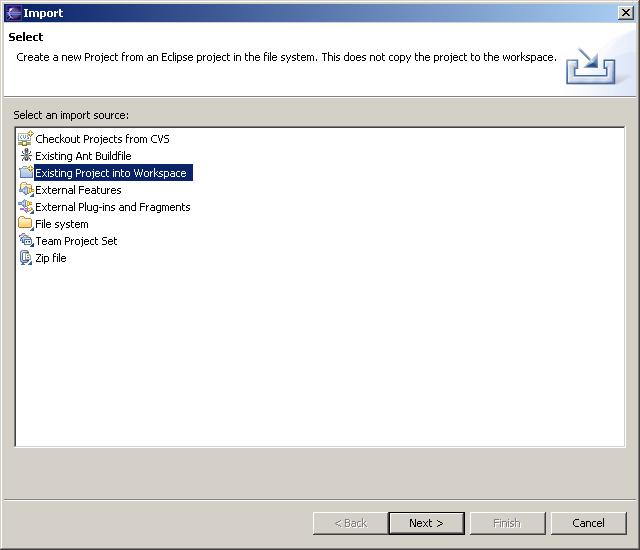 Import
Select
Create a new Project from an Eclipse project in the file system. This does not copy the project to the workspace.
Select an import source:
Checkout Projects from CVS
Existing Ant Buildfile
Existing Project into Workspace
External Features
External Plug-ins and Fragments
File system
Team Project Set
Zip file
< Back
Next >
Finish
Cancel